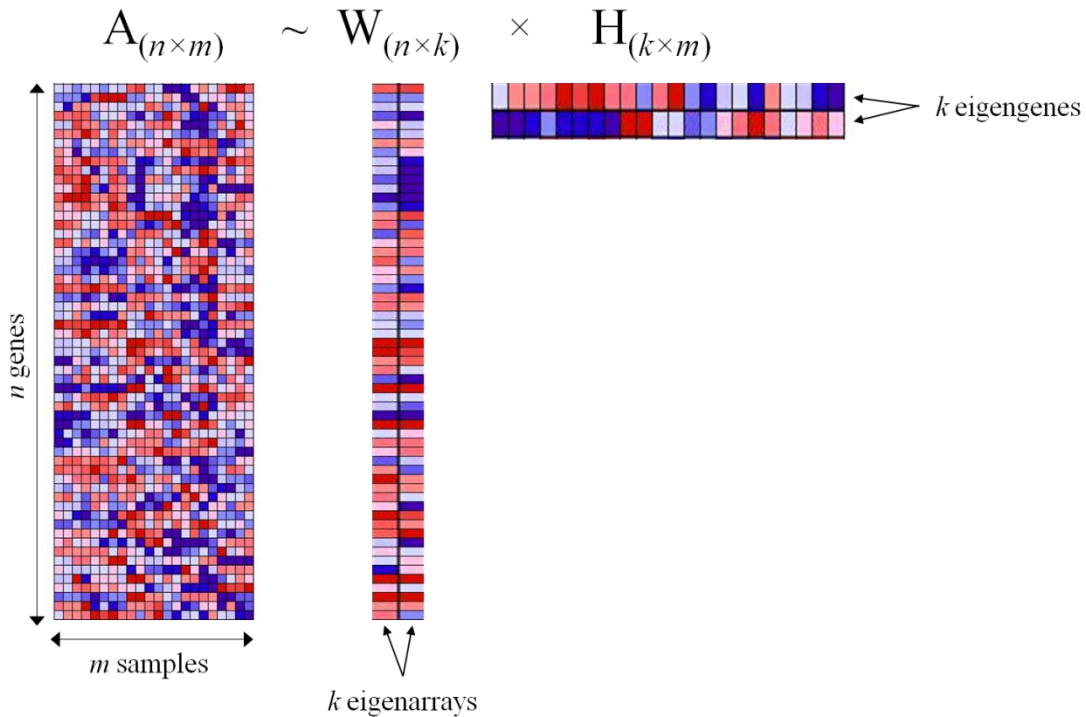 A(n×m) ~ W(n×k) × H(k×m)
k eigengenes
n genes
m samples
k eigenarrays